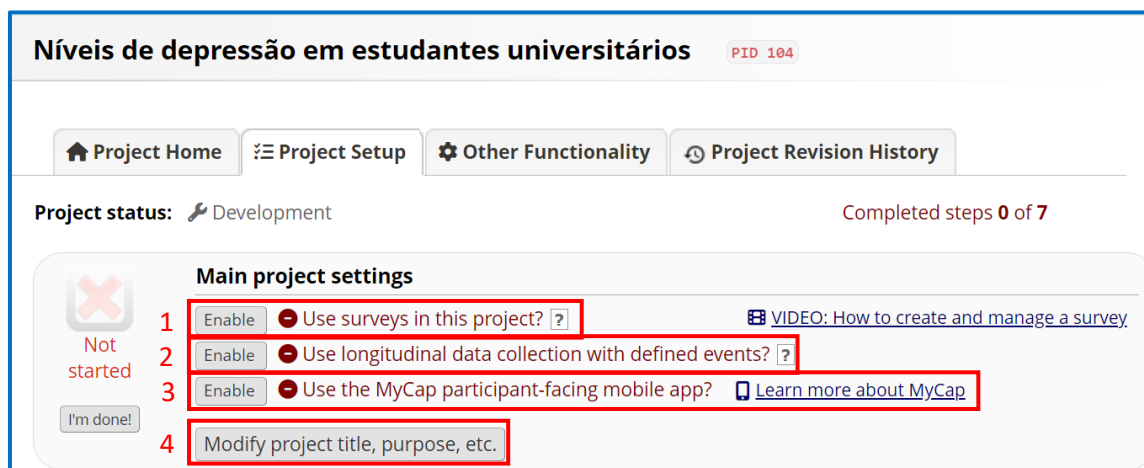 Níveis de depressão em estudantes universitários PID 104
Project Home Project Setup Other Functionality Project Revision History
Project status: Development Completed steps 0 of 7
Main project settings
1 Enable Use surveys in this project? ? VIDEO: How to create and manage a survey
Not started
2 Enable Use longitudinal data collection with defined events? ?
3 Enable Use the MyCap participant-facing mobile app? Learn more about MyCap
I'm done!
4 Modify project title, purpose, etc.